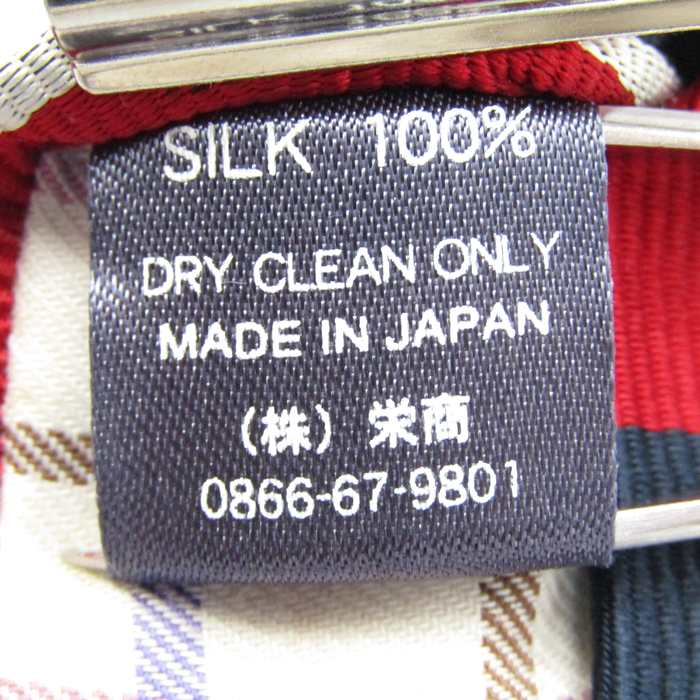 SILK 100%
DRY CLEAN ONLY
MADE IN JAPAN
(株) 栄商
0866-67-9801